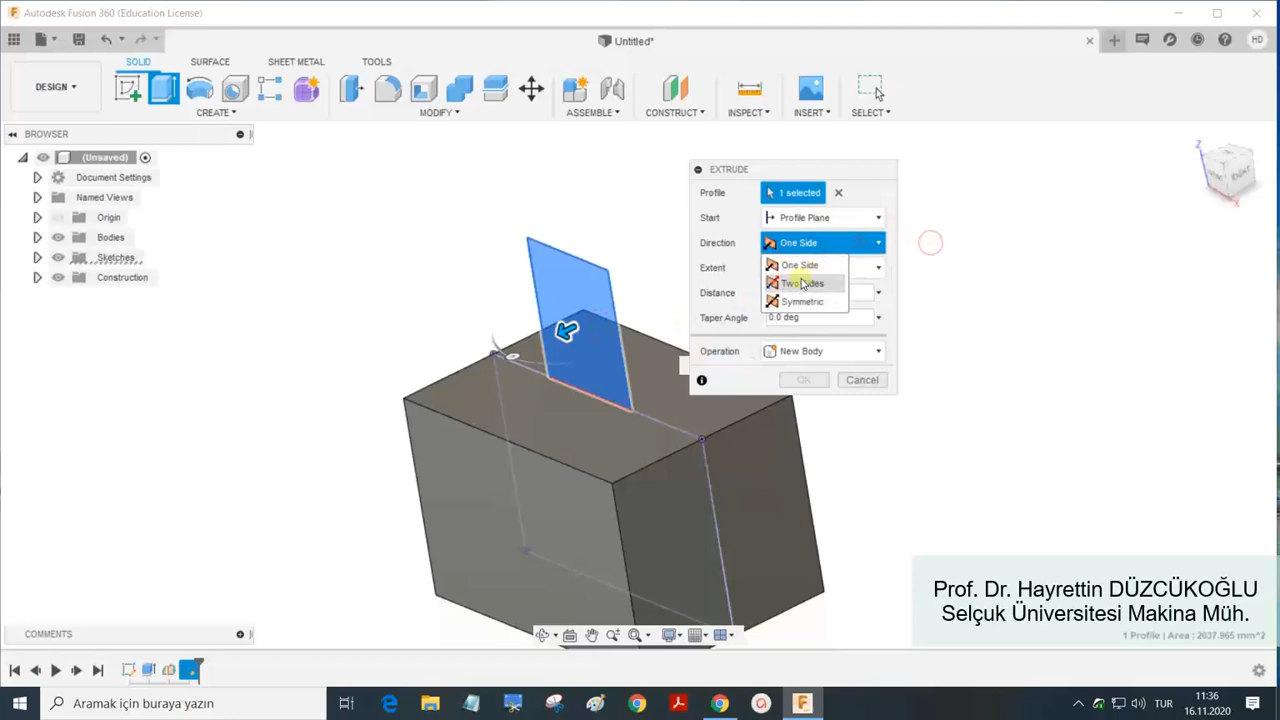 Autodesk Fusion 360 (Education License)
Untitled*
HD
SOLID
SURFACE
SHEET METAL
TOOLS
DESIGN
CREATE
MODIFY
ASSEMBLE
CONSTRUCT
INSPECT
INSERT
SELECT
BROWSER
(Unsaved)
Document Settings
Named Views
Origin
Bodies
Sketches
Construction
EXTRUDE
Profile
1 selected
Start
Profile Plane
Direction
One Side
Extent
One Side
Two Sides
Symmetric
Distance
Taper Angle
0.0 deg
Operation
New Body
OK
Cancel
Z
X
Prof. Dr. Hayrettin DÜZCÜKOĞLU
Selçuk Üniversitesi Makina Müh.
1 Profile | Area : 2037.965 mm^2
COMMENTS
Aramak için buraya yazın
TUR
11:36
16.11.2020